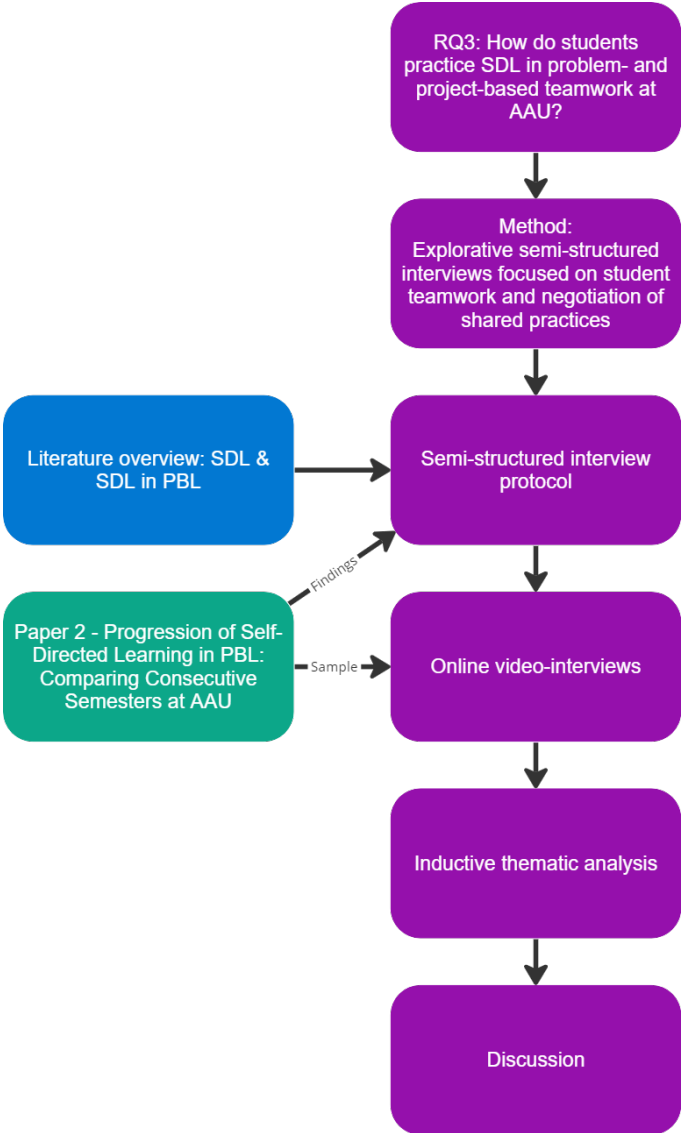 RQ3: How do students
practice SDL in problem- and
project-based teamwork at
AAU?
Method:
Explorative semi-structured
interviews focused on student
teamwork and negotiation of
shared practices
Literature overview: SDL &
SDL in PBL
Semi-structured interview
protocol
Findings
Paper 2 - Progression of Self-
Directed Learning in PBL:
Comparing Consecutive
Semesters at AAU
Sample
Online video-interviews
Inductive thematic analysis
Discussion